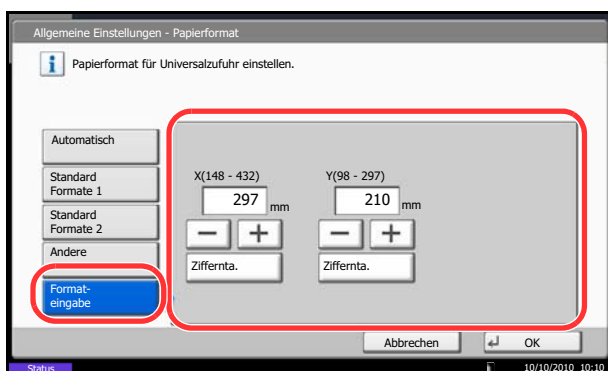 Allgemeine Einstellungen - Papierformat
Papierformat für Universalzufuhr einstellen.
Automatisch
Standard
Formate 1
Standard
Formate 2
Andere
Format-
eingabe
X(148 - 432)
297 mm
Ziffernta.
Y(98 - 297)
210 mm
Ziffernta.
Abbrechen
OK
Status
10/10/2010 10:10